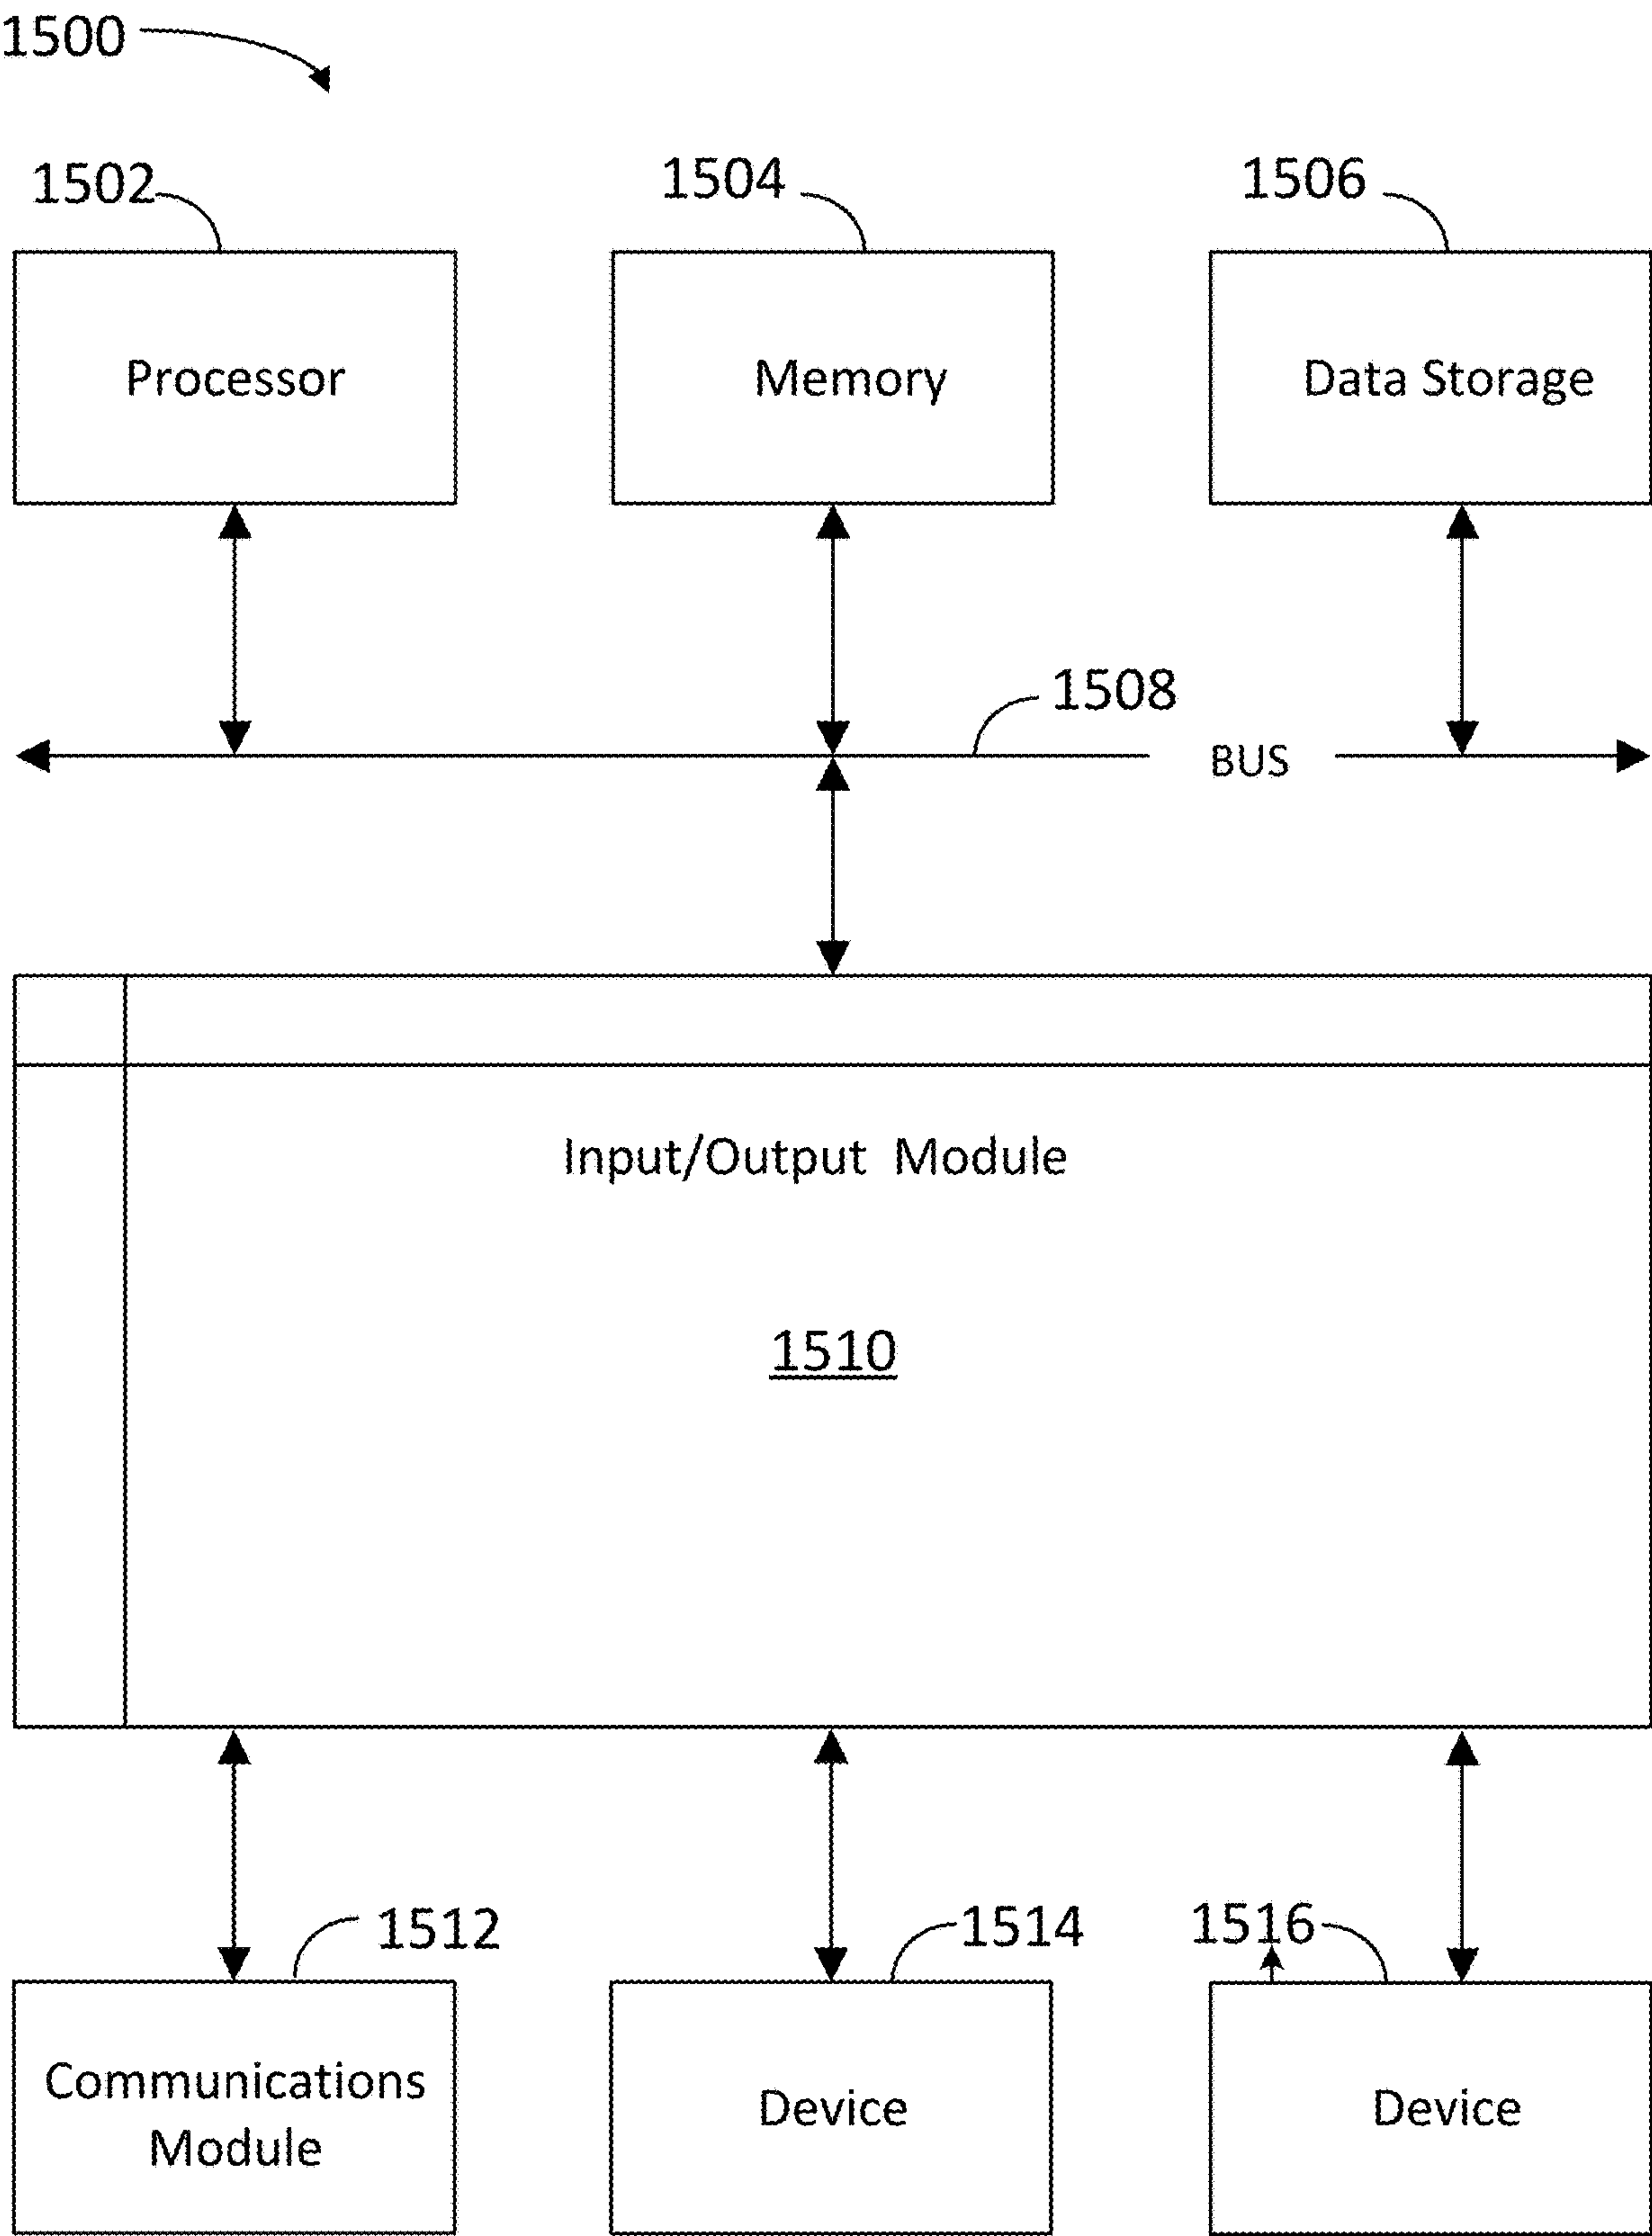 1500
1502
1504
1506
Processor
Memory
Data Storage
1508
BUS
Input/Output Module
1510
1512
1514
1516
Communications
Module
Device
Device